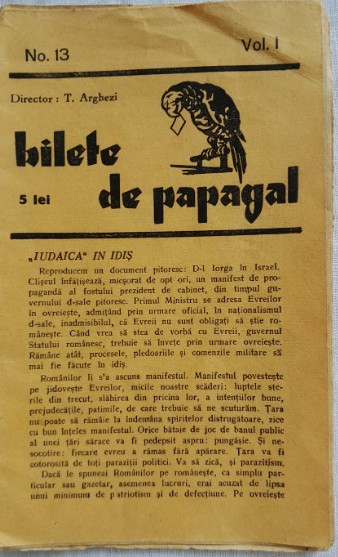 No. 13
Vol. I
Director: T. Arghezi
bilete
5 lei
de papagal
„IUDAICA" IN IDIȘ
Reproducem un document pitoresc: D-l Iorga în Israel.
Clișeul înfățișează, micșorat de opt ori, un manifest de pro-
pagandă al fostului prezident de cabinet, din timpul gu-
vernului d-sale pitoresc. Primul Ministru se adresa Evreilor
în ovreiește, admițând prin urmare oficial, în naționalismul
d-sale, inadmisibilul, că Evreii nu sunt obligați să știe ro-
mânește. Când vrea să stea de vorbă cu Evreii, guvernul
Statului românesc, trebuie să învețe prin urmare ovreiește.
Rămâne atât, procesele, pledoariile și comenzile militare să
mai fie făcute în idiș.
Românilor li s'a ascuns manifestul. Manifestul povestește
pe jidovește Evreilor, micile noastre scăderi: luptele ste-
rile din trecut, slăbirea din pricina lor, a intențiilor bune,
prejudecățile, patimile, de care trebuie să ne scuturăm. Țara
nu poate să rămâie la îndemâna spiritelor distrugătoare, zice
cu bun înțeles manifestul. Orice bătaie de joc de banul public
al unei țări sărace va fi pedepsit aspru: pungășie. Și ne-
socotire: fiecare evreu a rămas fără apărare. Țara va fi
cotorosită de toți paraziții politici. Va să zică, și parazitism.
Dacă le spuneai Românilor pe românește, ca simplu par-
ticular sau gazetar, asemenea lucruri, erai acuzat de lipsa
unui minimum de patriotism și de defecțiune. Pe ovreiește